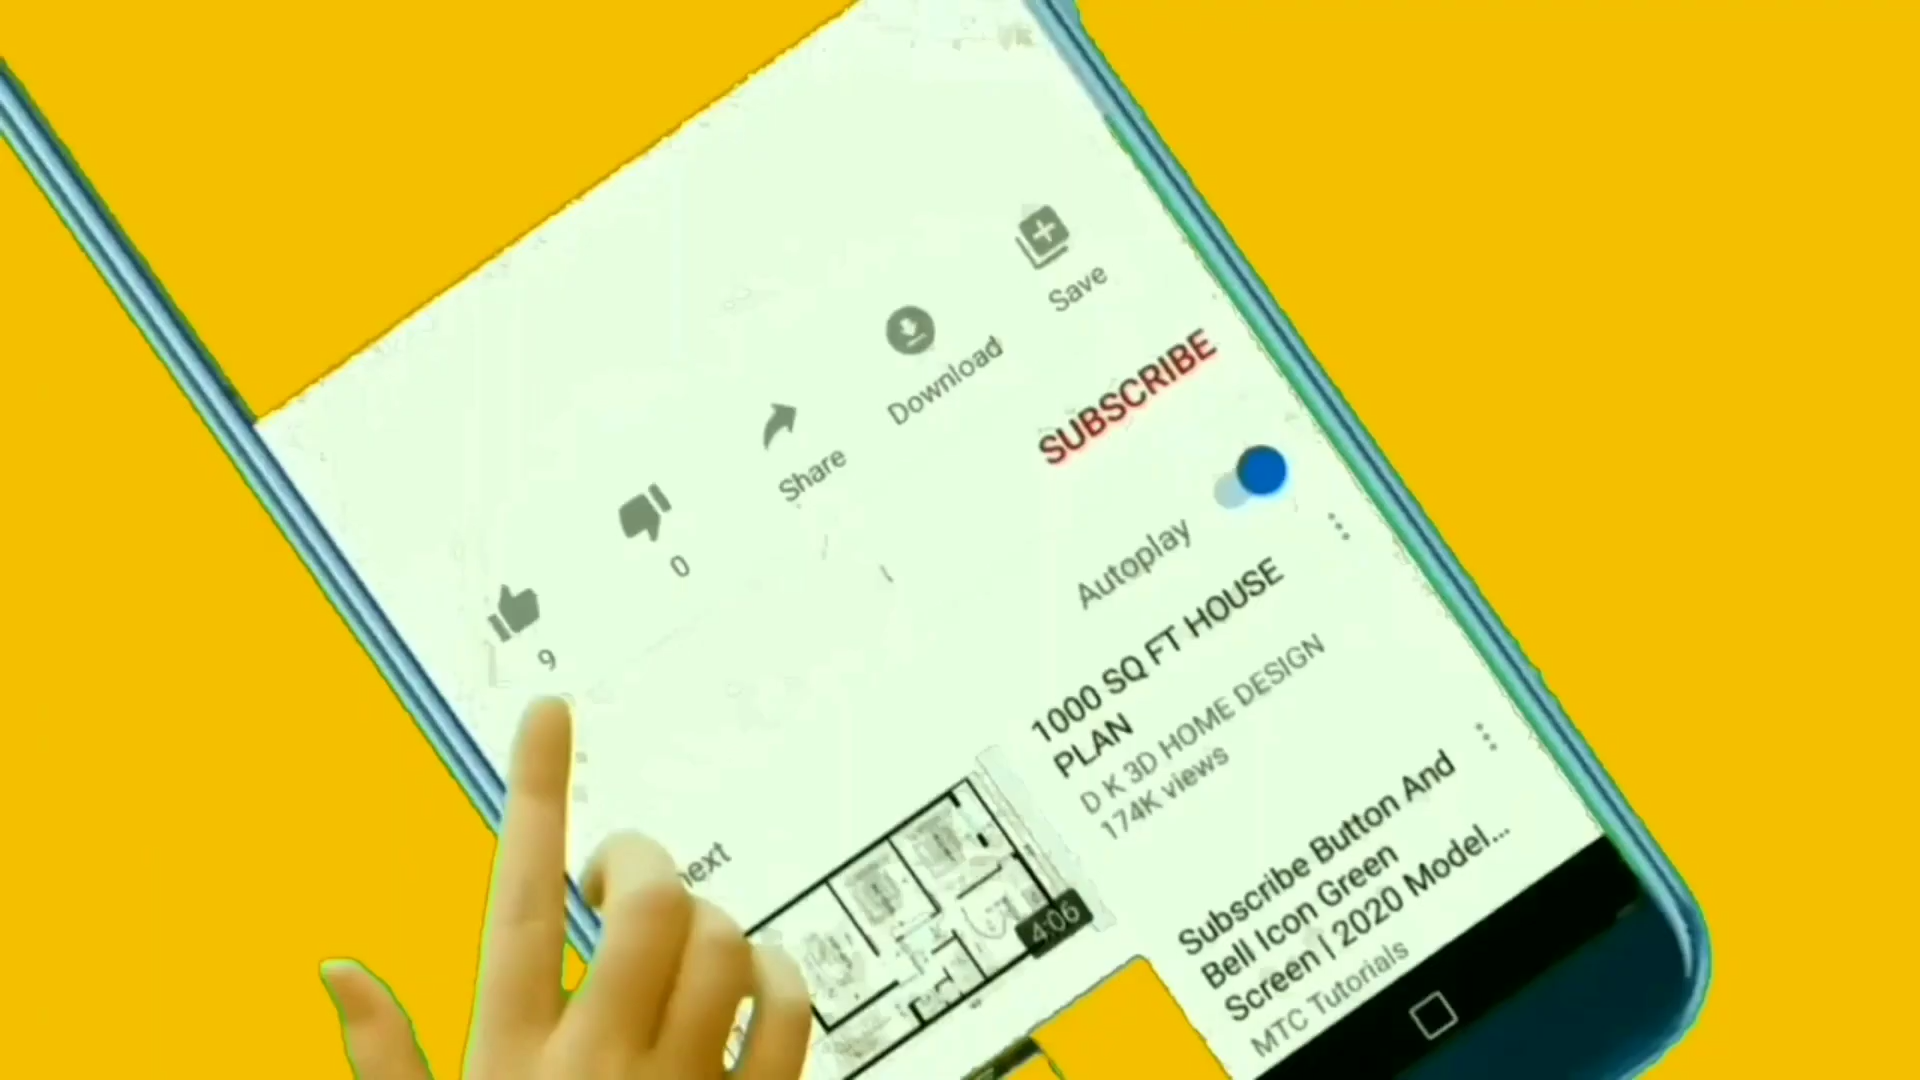 Save
Download
Share
0
9
SUBSCRIBE
Autoplay
next
1000 SQ FT HOUSE
PLAN
D K 3D HOME DESIGN
174K views
4:06
Subscribe Button And
Bell Icon Green
Screen | 2020 Model...
MTC Tutorials